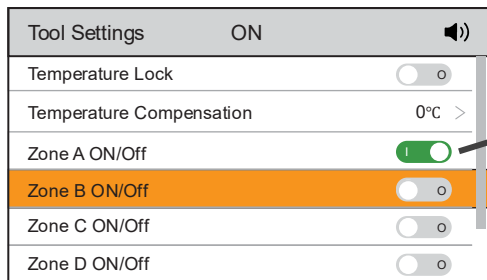 Tool Settings ON
Temperature Lock O
Temperature Compensation 0°C >
Zone A ON/Off I
Zone B ON/Off O
Zone C ON/Off O
Zone D ON/Off O